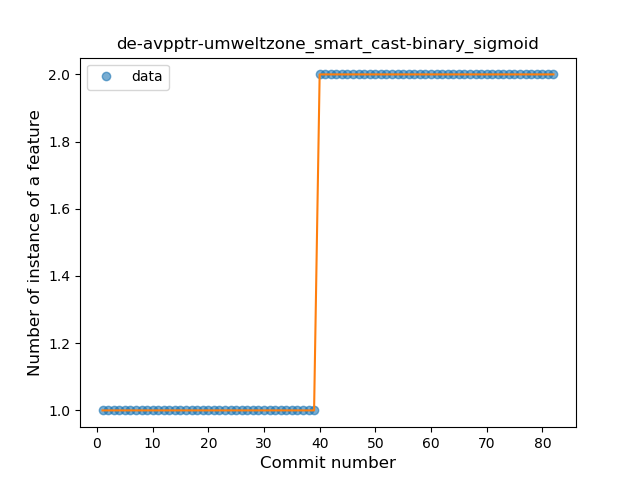 de-avpptr-umweltzone_smart_cast-binary_sigmoid
data
Number of instance of a feature
2.0
1.8
1.6
1.4
1.2
1.0
0 10 20 30 40 50 60 70 80
Commit number